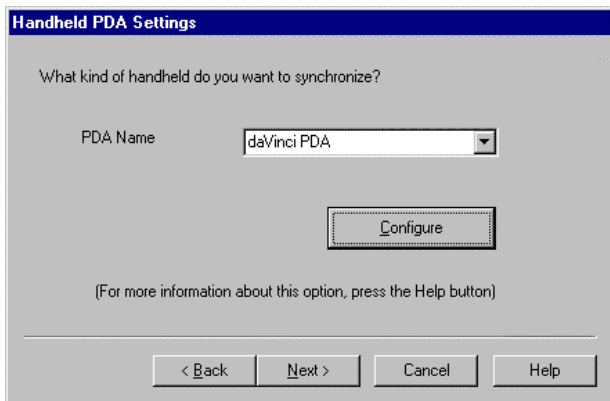 Handheld PDA Settings
What kind of handheld do you want to synchronize?
PDA Name
daVinci PDA
Configure
(For more information about this option, press the Help button)
< Back
Next >
Cancel
Help